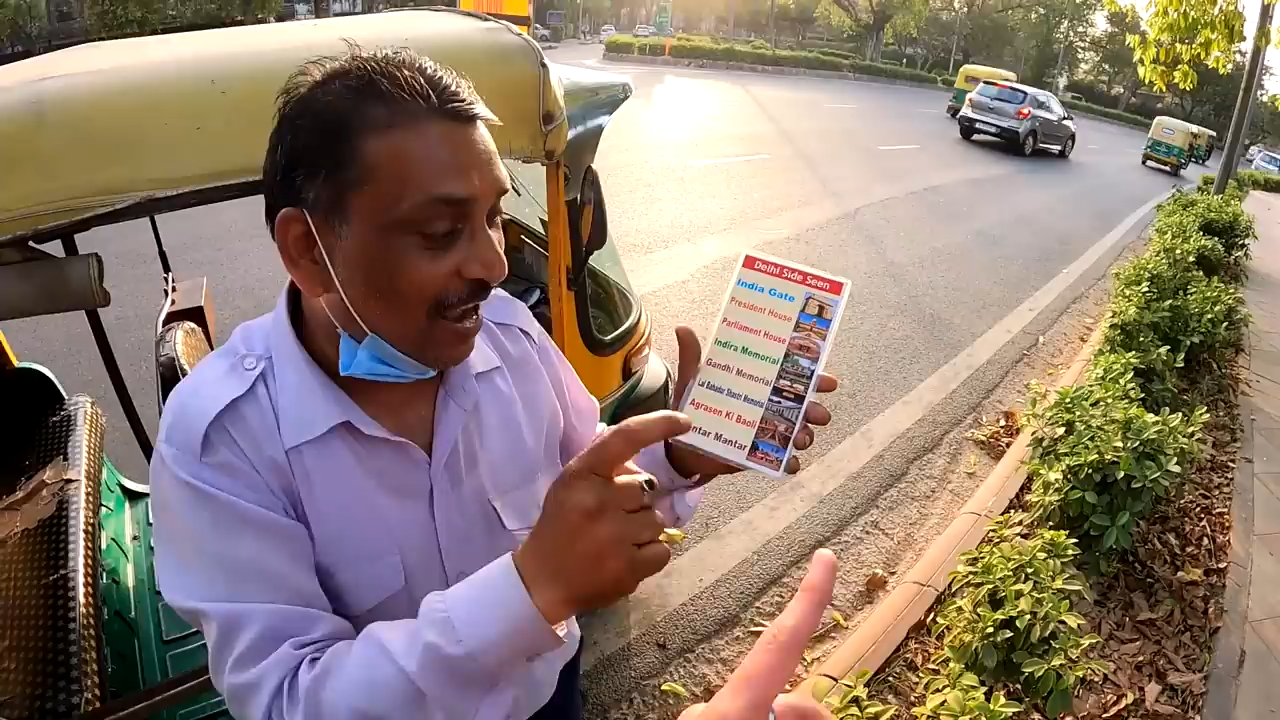 Delhi Side Seen
India Gate
President House
Parliament House
Indira Memorial
Gandhi Memorial
Lal Bahadur Shastri Memorial
Agrasen Ki Baoli
Mantar